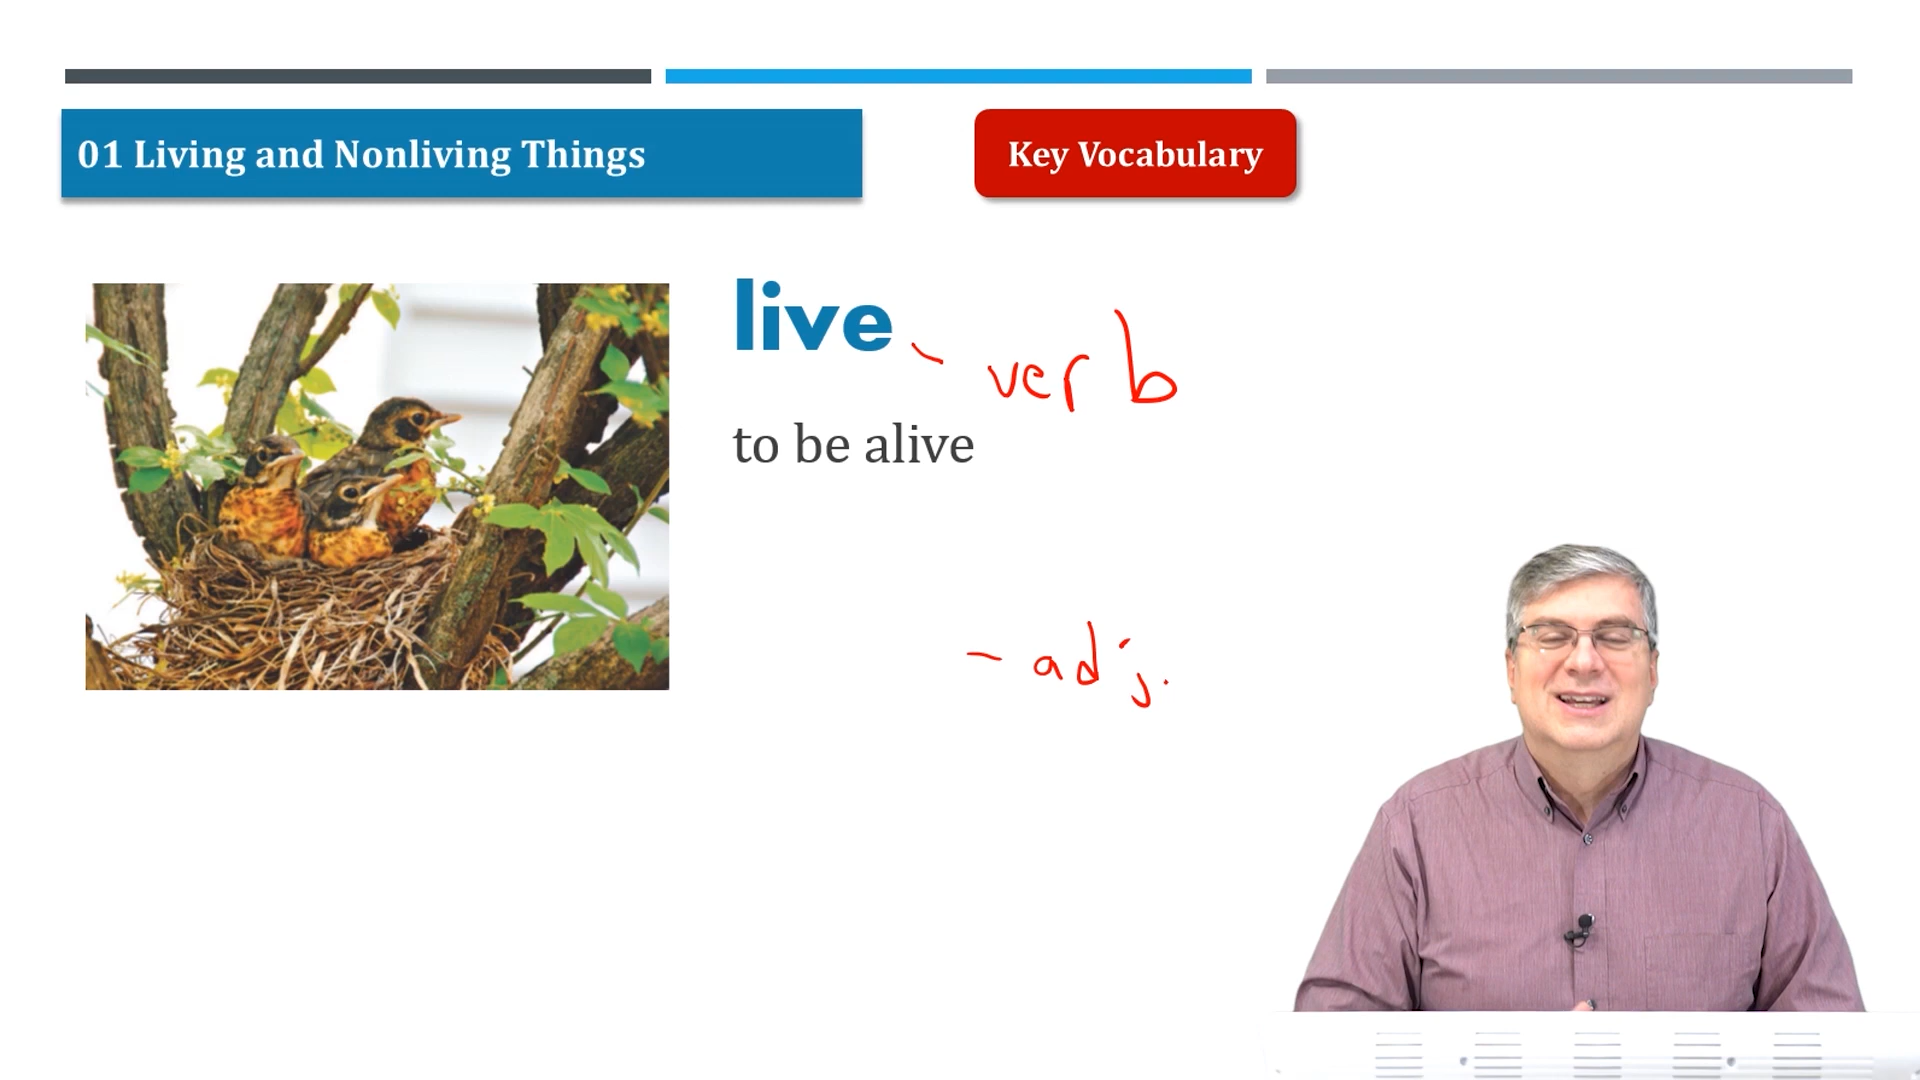 01 Living and Nonliving Things
Key Vocabulary
live - verb
to be alive
- adj.